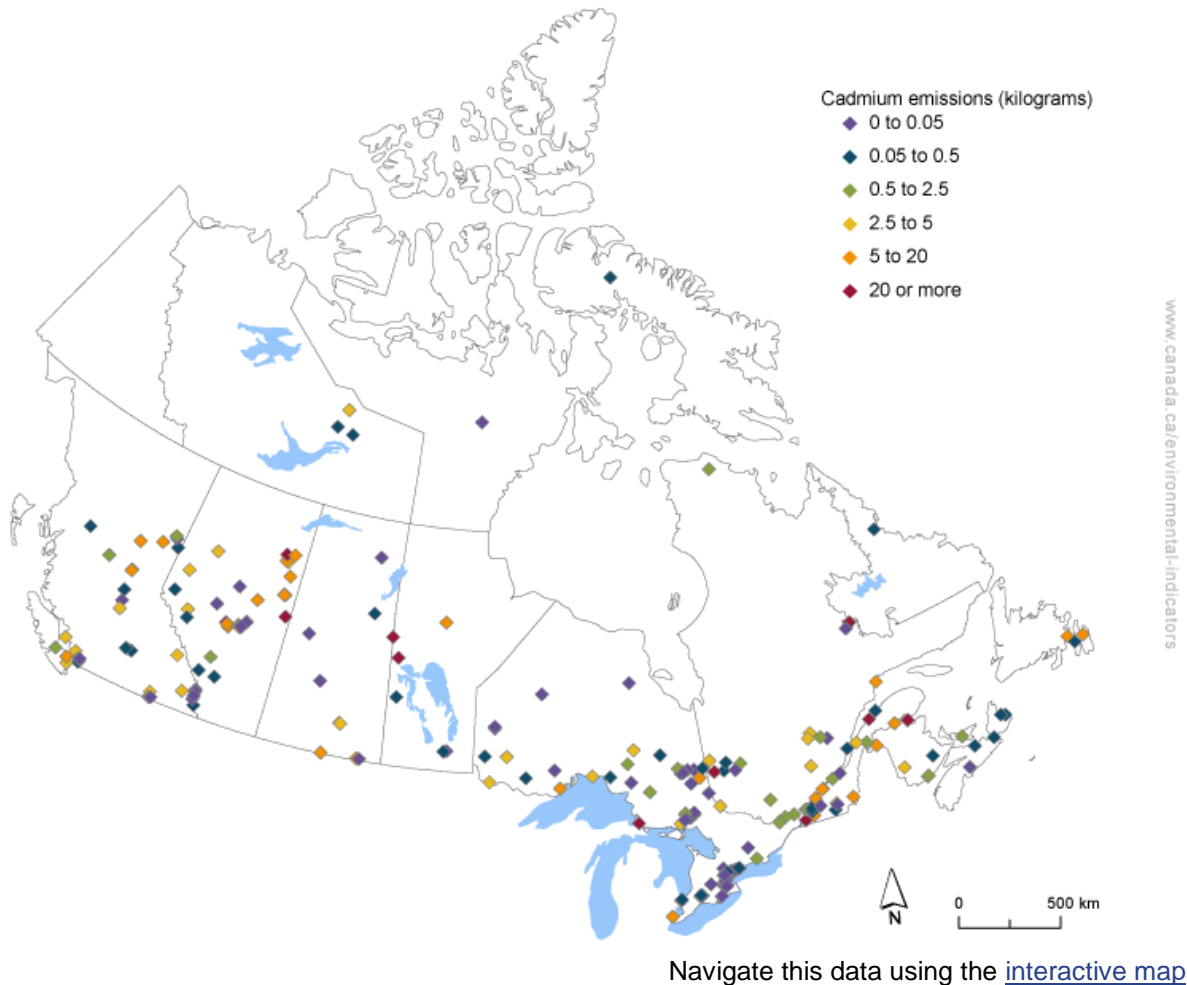 Cadmium emissions (kilograms)
0 to 0.05
0.05 to 0.5
0.5 to 2.5
2.5 to 5
5 to 20
20 or more
www.canada.ca/environmental-indicators
N
0 500 km
Navigate this data using the interactive map